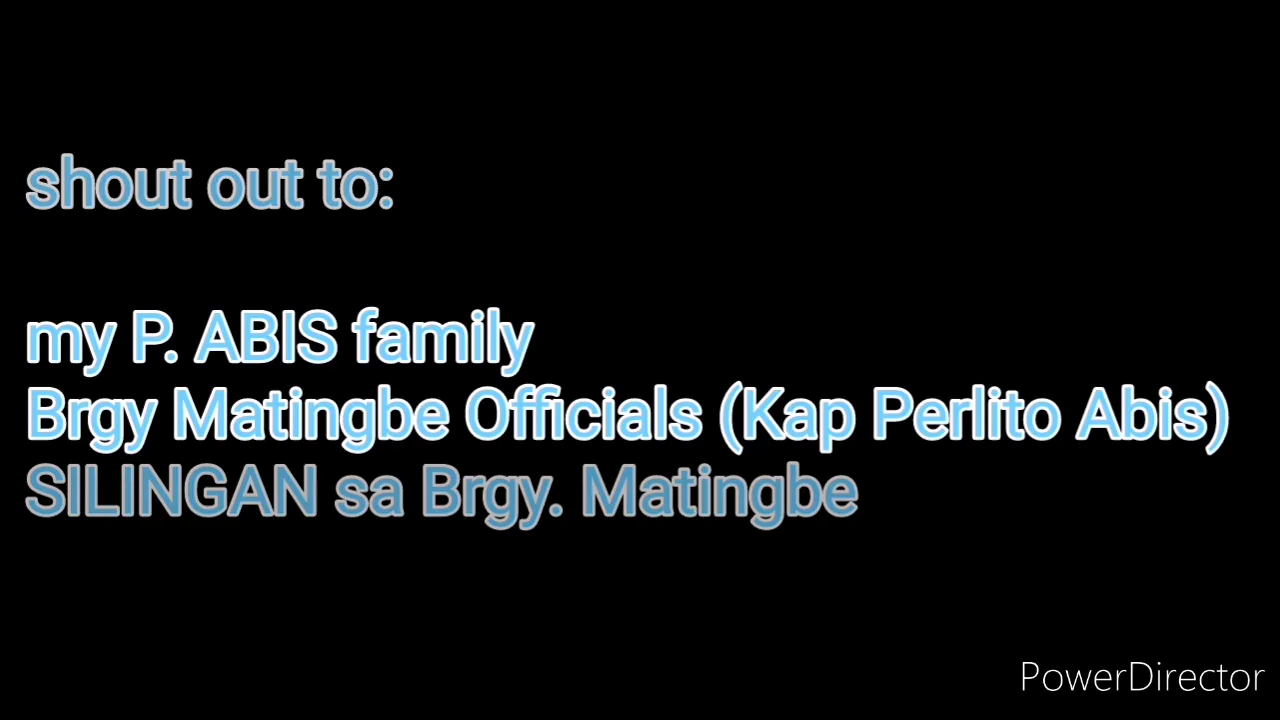 shout out to:
my P. ABIS family
Brgy Matingbe Officials (Kap Perlito Abis)
SILINGAN sa Brgy. Matingbe
PowerDirector